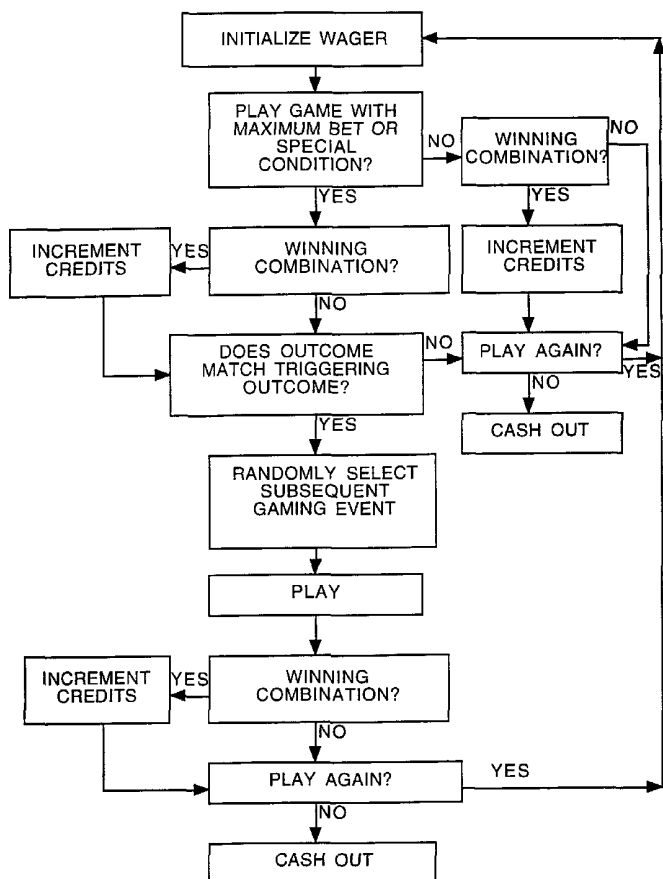 INITIALIZE WAGER
PLAY GAME WITH
MAXIMUM BET OR
SPECIAL
CONDITION?
NO
WINNING
COMBINATION?
NO
YES
YES
INCREMENT
CREDITS
YES
WINNING
COMBINATION?
INCREMENT
CREDITS
NO
DOES OUTCOME
MATCH TRIGGERING
OUTCOME?
NO
PLAY AGAIN?
YES
NO
YES
CASH OUT
RANDOMLY SELECT
SUBSEQUENT
GAMING EVENT
PLAY
INCREMENT
CREDITS
YES
WINNING
COMBINATION?
NO
PLAY AGAIN?
YES
NO
CASH OUT